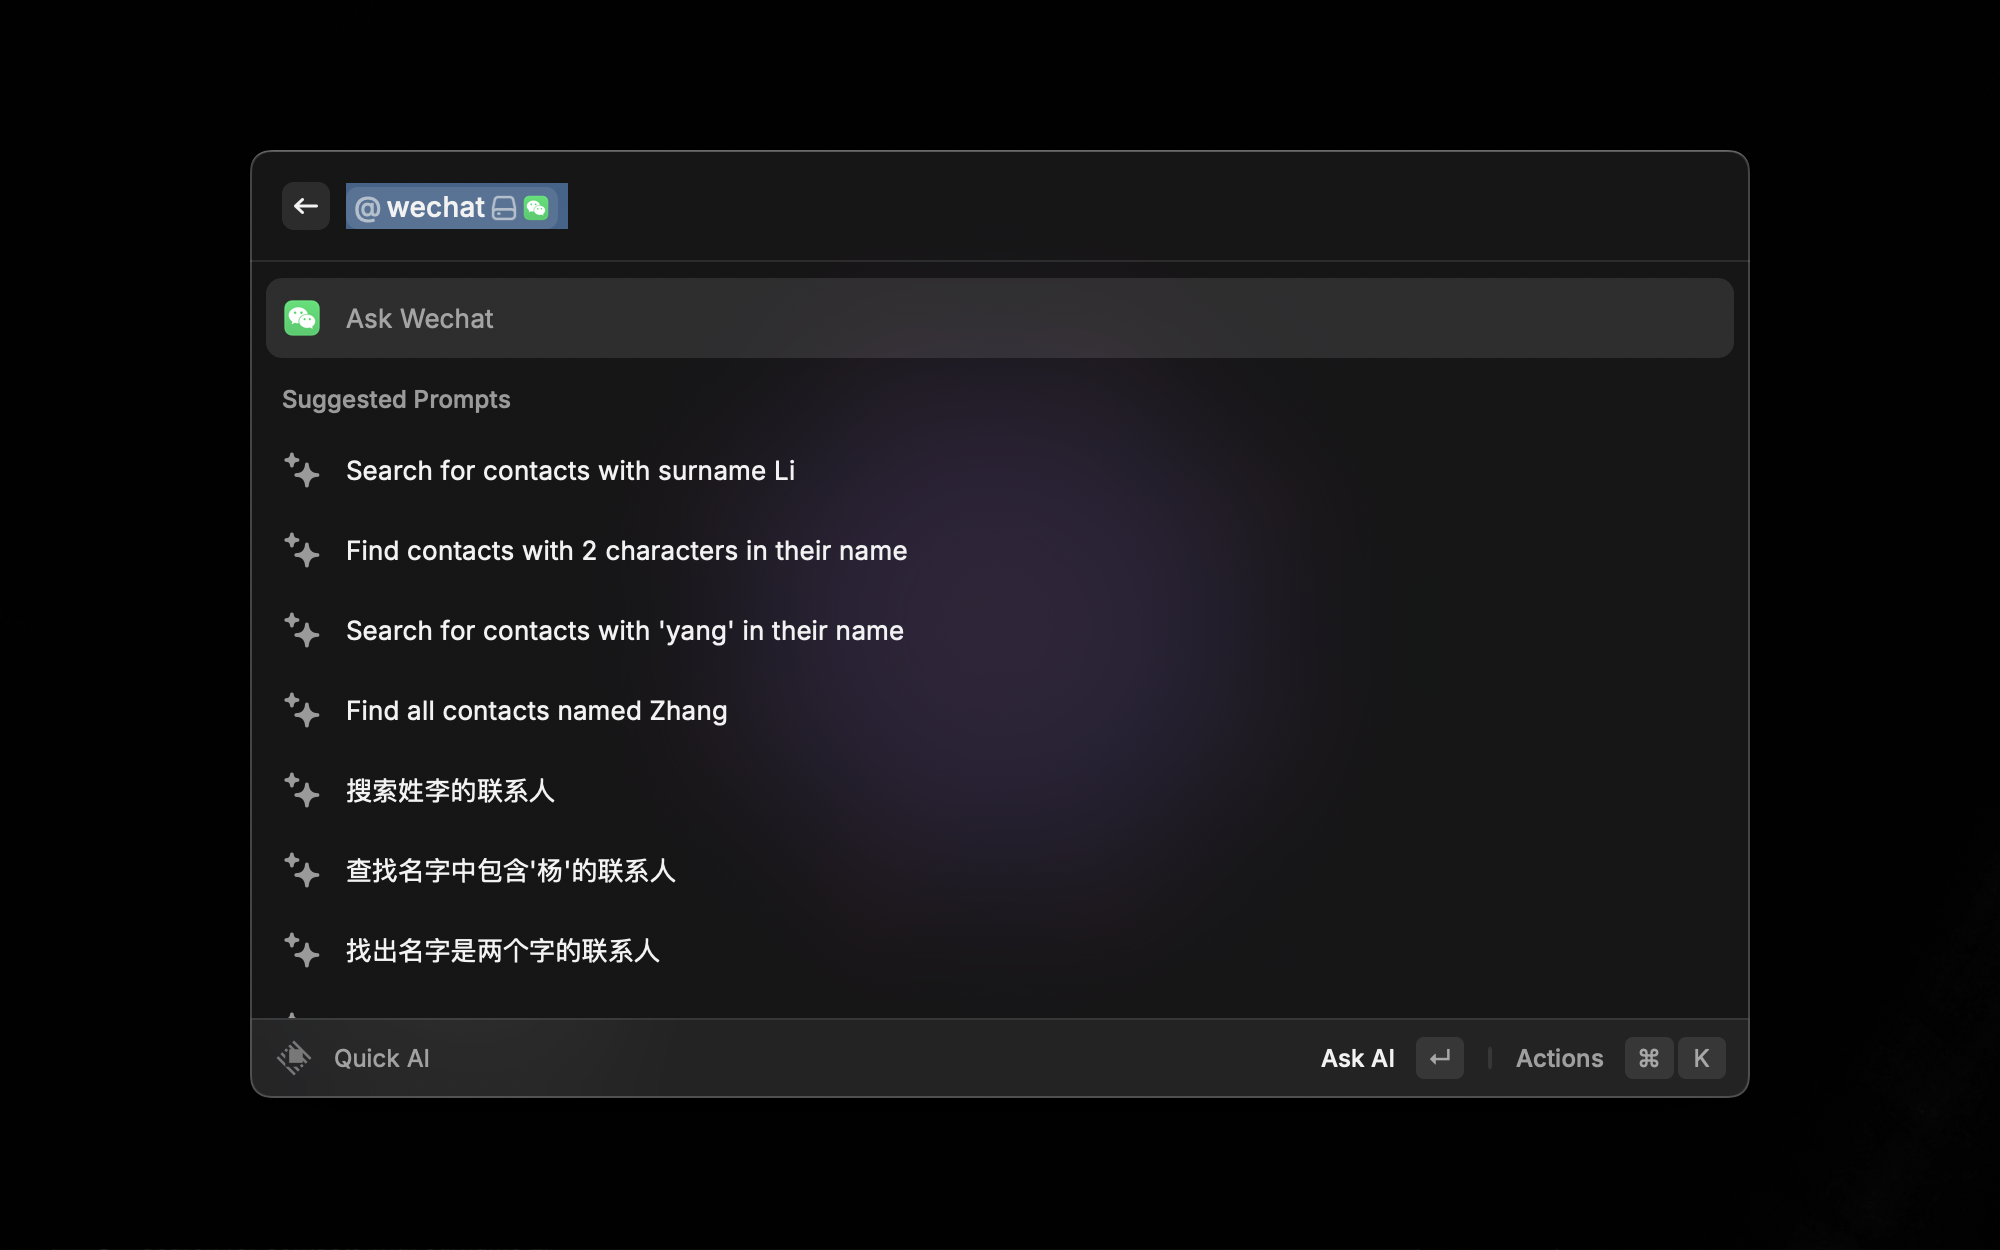 @wechat
Ask Wechat
Suggested Prompts
Search for contacts with surname Li
Find contacts with 2 characters in their name
Search for contacts with 'yang' in their name
Find all contacts named Zhang
搜索姓李的联系人
查找名字中包含'杨'的联系人
找出名字是两个字的联系人
Quick AI
Ask AI ↵ | Actions ⌘ K